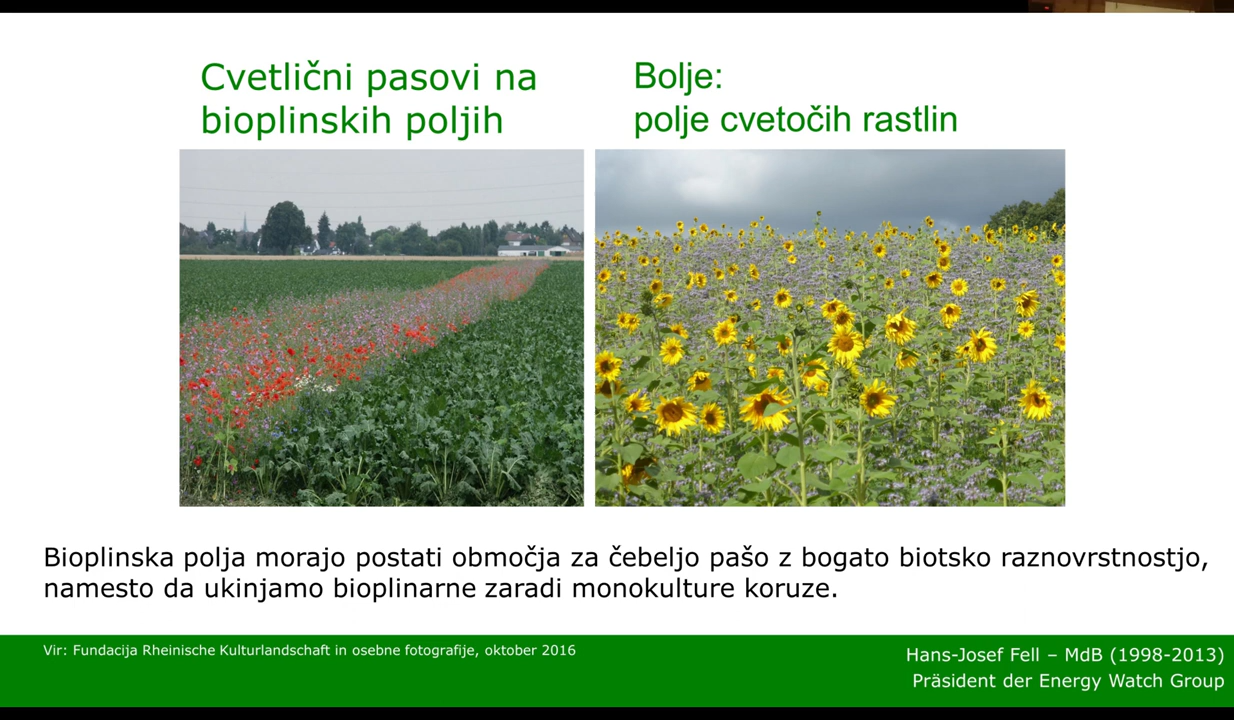 Cvetlični pasovi na
bioplinskih poljih
Bolje:
polje cvetočih rastlin
Bioplinska polja morajo postati območja za čebeljo pašo z bogato biotsko raznovrstnostjo,
namesto da ukinjamo bioplinarne zaradi monokulture koruze.
Vir: Fundacija Rheinische Kulturlandschaft in osebne fotografije, oktober 2016
Hans-Josef Fell – MdB (1998-2013)
Präsident der Energy Watch Group